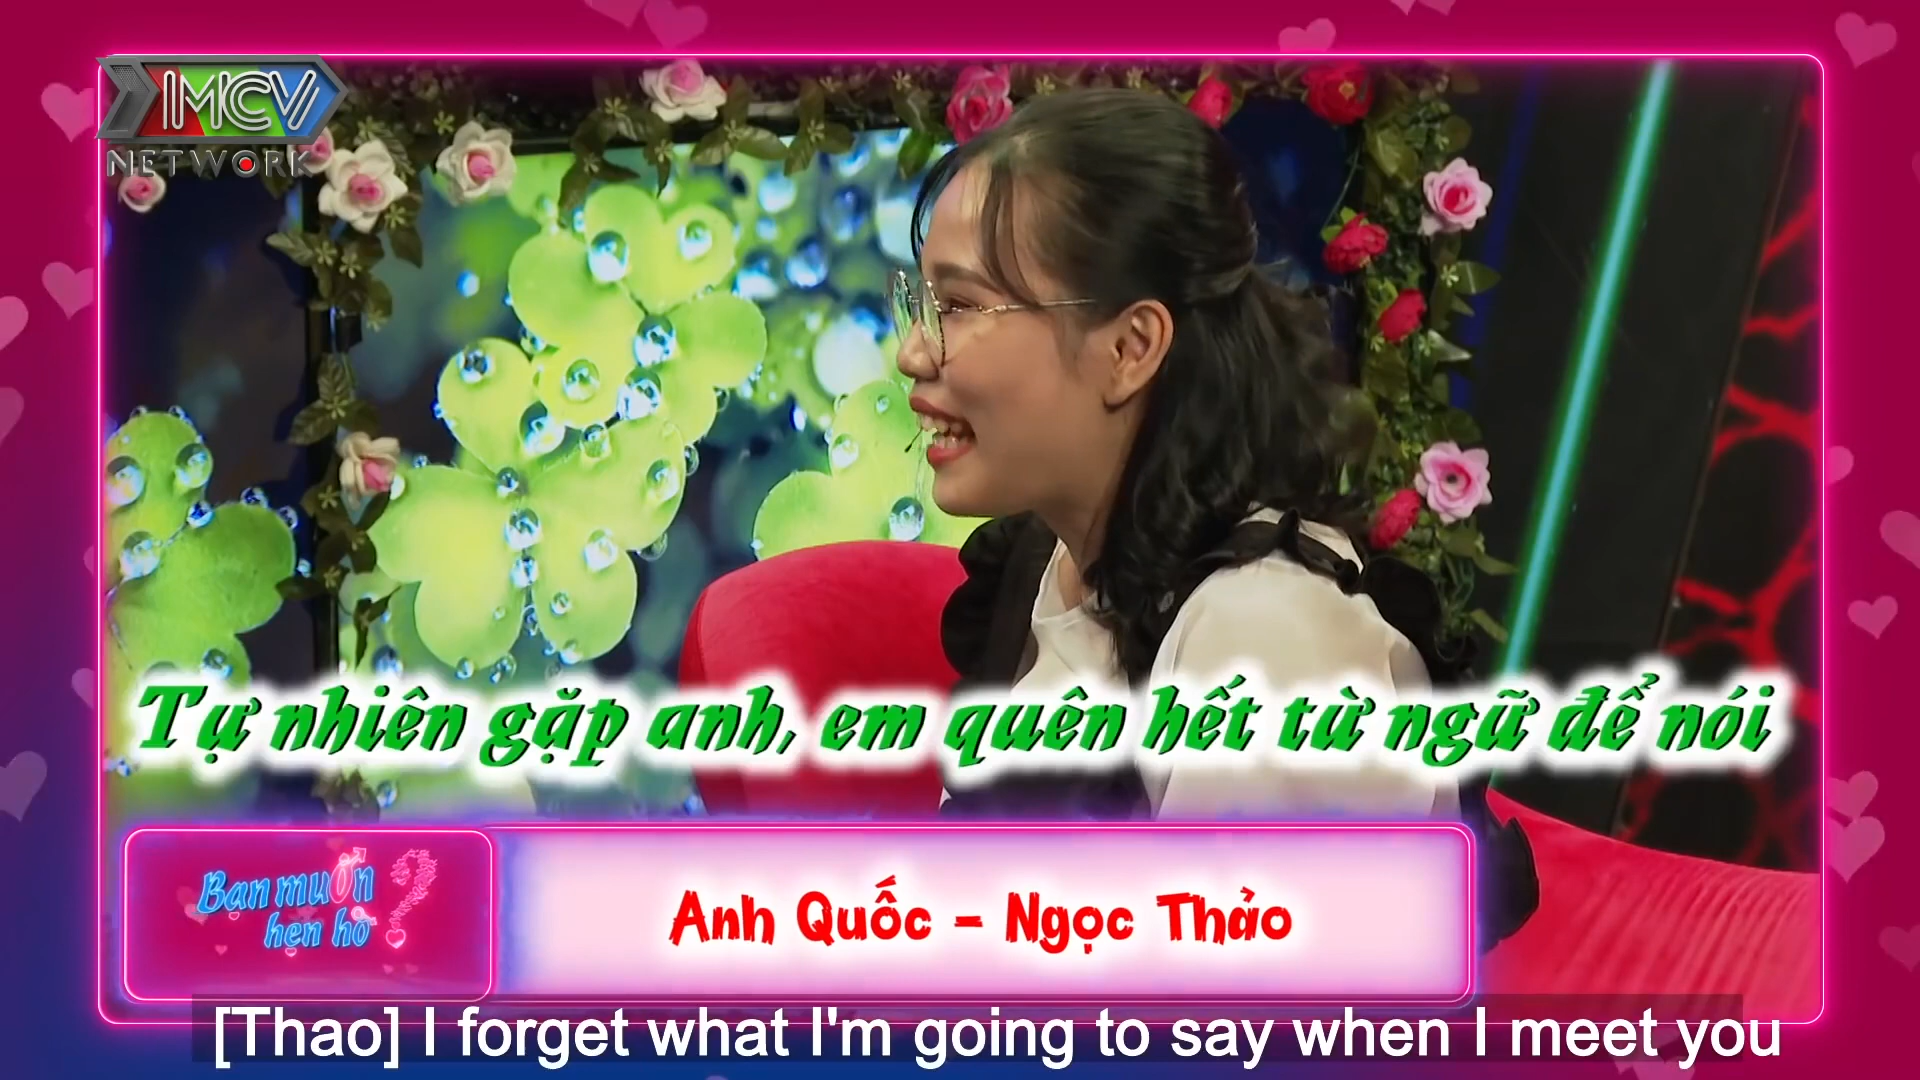 MCV
NETWORK
Tự nhiên gặp anh, em quên hết từ ngữ để nói
Bạn muốn
hẹn hò?
Anh Quốc - Ngọc Thảo
[Thao] I forget what I'm going to say when I meet you